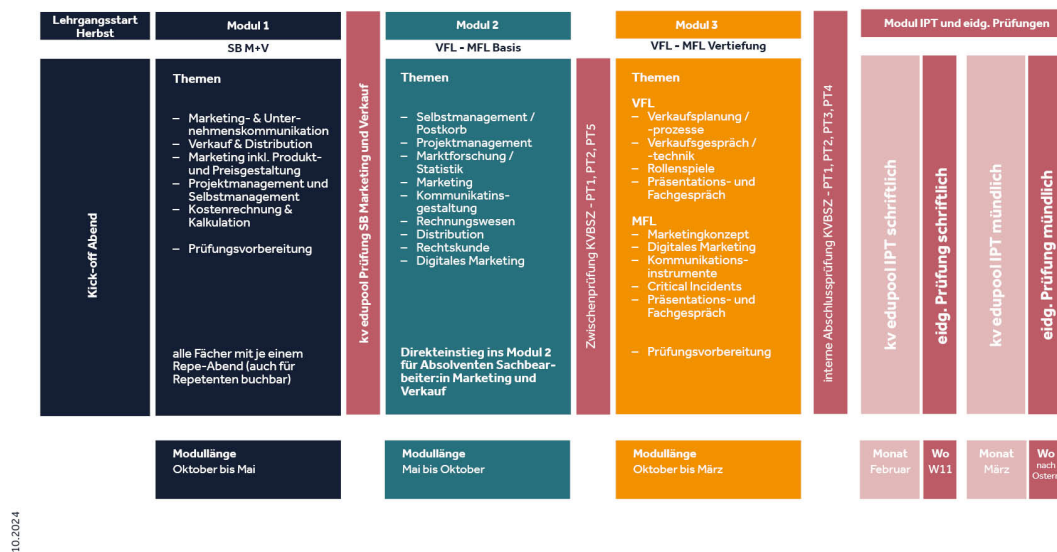 Lehrgangsstart
Herbst
Kick-off Abend
Modul 1
SB M+V
Themen
– Marketing- & Unter-
nehmenskommunikation
– Verkauf & Distribution
– Marketing inkl. Produkt-
und Preisgestaltung
– Projektmanagement und
Selbstmanagement
– Kostenrechnung &
Kalkulation
– Prüfungsvorbereitung
alle Fächer mit je einem
Repe-Abend (auch für
Repetenten buchbar)
Modullänge
Oktober bis Mai
kv edupool Prüfung SB Marketing und Verkauf
Modul 2
VFL - MFL Basis
Themen
– Selbstmanagement /
Postkorb
– Projektmanagement
– Marktforschung /
Statistik
– Marketing
– Kommunikatins-
gestaltung
– Rechnungswesen
– Distribution
– Rechtskunde
– Digitales Marketing
Direkteinstieg ins Modul 2
für Absolventen Sachbear-
beiter:in Marketing und
Verkauf
Modullänge
Mai bis Oktober
Zwischenprüfung KVBSZ - PT1, PT2, PT5
Modul 3
VFL - MFL Vertiefung
Themen
VFL
– Verkaufsplanung /
-prozesse
– Verkaufsgespräch /
-technik
– Rollenspiele
– Präsentations- und
Fachgespräch
MFL
– Marketingkonzept
– Digitales Marketing
– Kommunikations-
instrumente
– Critical Incidents
– Präsentations- und
Fachgespräch
– Prüfungsvorbereitung
Modullänge
Oktober bis März
interne Abschlussprüfung KVBSZ - PT1, PT2, PT3, PT4
Modul IPT und eidg. Prüfungen
kv edupool IPT schriftlich
eidg. Prüfung schriftlich
kv edupool IPT mündlich
eidg. Prüfung mündlich
Monat
Februar
Wo
W11
Monat
März
Wo
nach
Ostern
10.2024